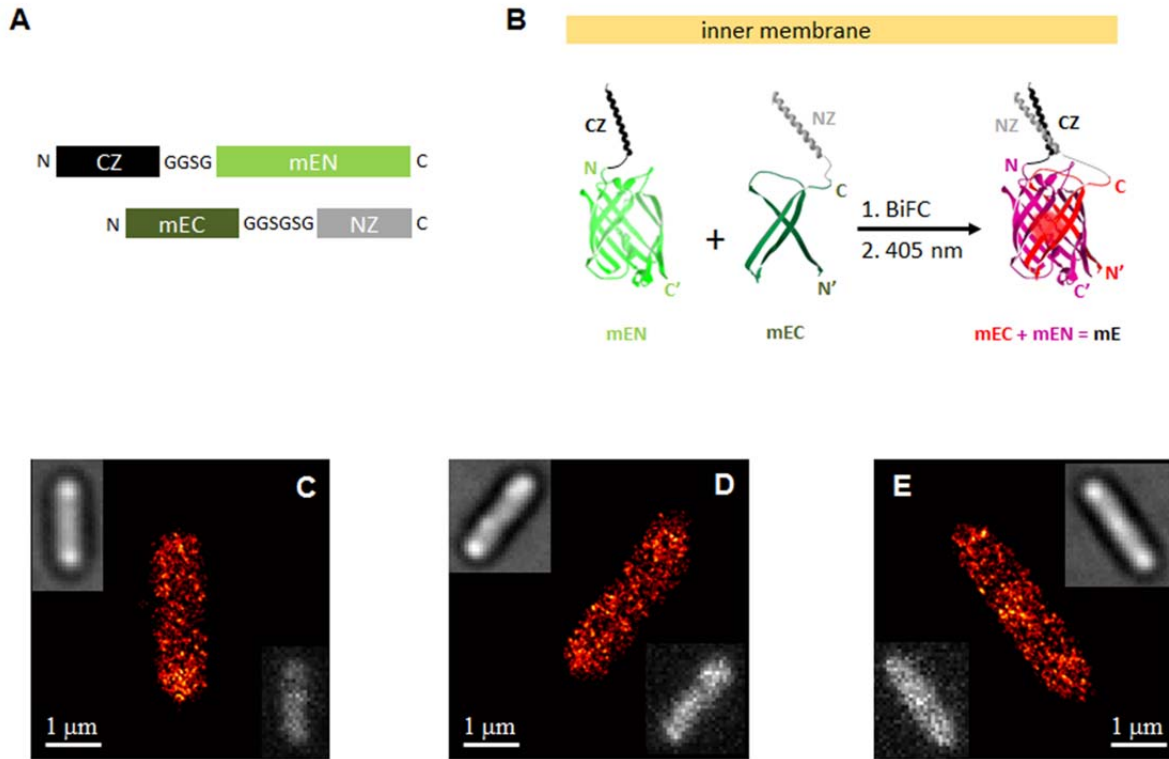 A
N CZ GGSG mEN C
N mEC GGSGSG NZ C
B
inner membrane
CZ
N
C'
mEN
+
NZ
C
N'
mEC
1. BiFC
2. 405 nm
NZ
CZ
N
C
N'
C'
mEC + mEN = mE
C
1 μm
D
1 μm
E
1 μm